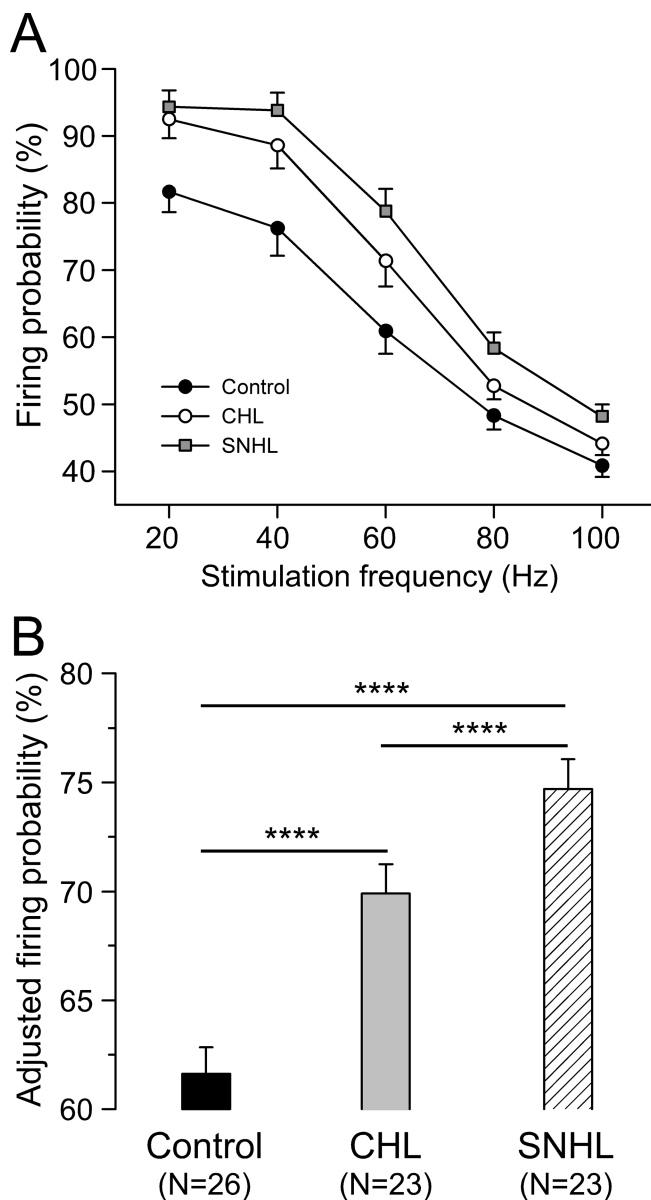 A
Firing probability (%)
100
90
80
70
60
50
40
Control
CHL
SNHL
20 40 60 80 100
Stimulation frequency (Hz)
B
Adjusted firing probability (%)
80
75
70
65
60
****
****
****
Control CHL SNHL
(N=26) (N=23) (N=23)